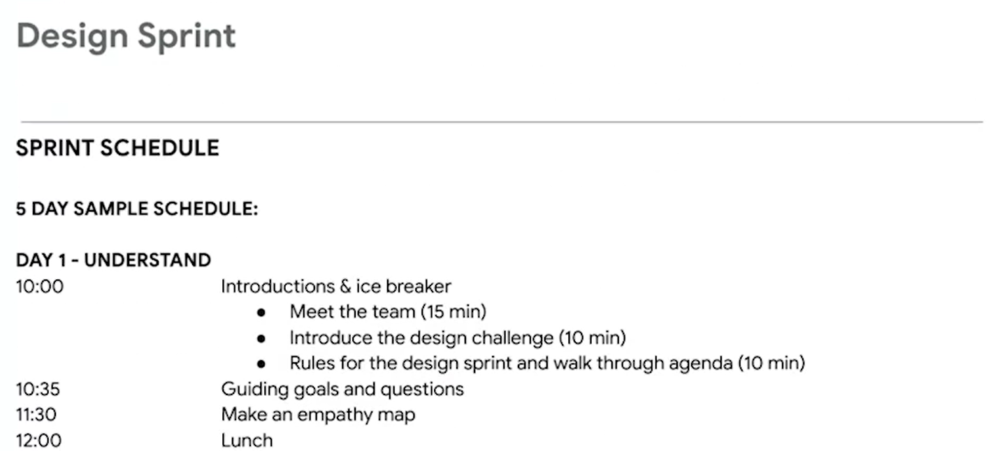 Design Sprint
SPRINT SCHEDULE
5 DAY SAMPLE SCHEDULE:
DAY 1 - UNDERSTAND
10:00 Introductions & ice breaker
● Meet the team (15 min)
● Introduce the design challenge (10 min)
● Rules for the design sprint and walk through agenda (10 min)
10:35 Guiding goals and questions
11:30 Make an empathy map
12:00 Lunch